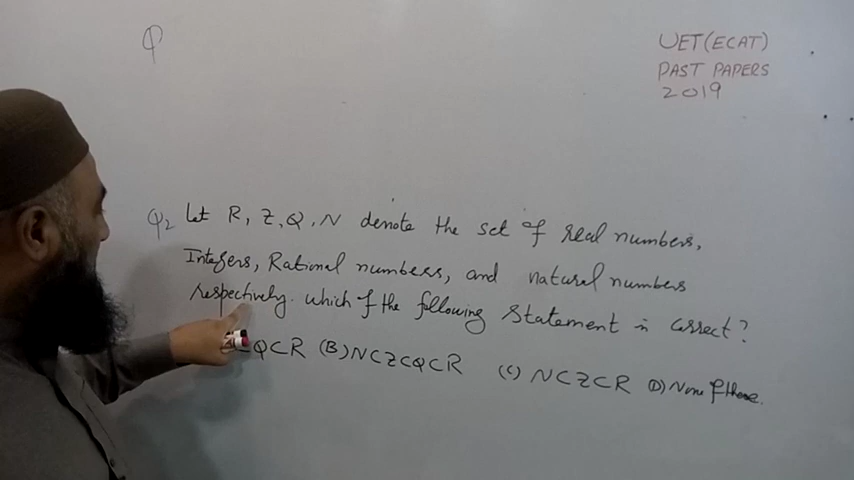 UET(ECAT)
PAST PAPERS
2019
Q
Q2 Let R, Z, Q, N denote the set of real numbers,
Integers, Rational numbers, and natural numbers
respectively. Which of the following statement is correct?
⊂Q⊂R (B) N⊂Z⊂Q⊂R (C) N⊂Z⊂R (D) None of these.